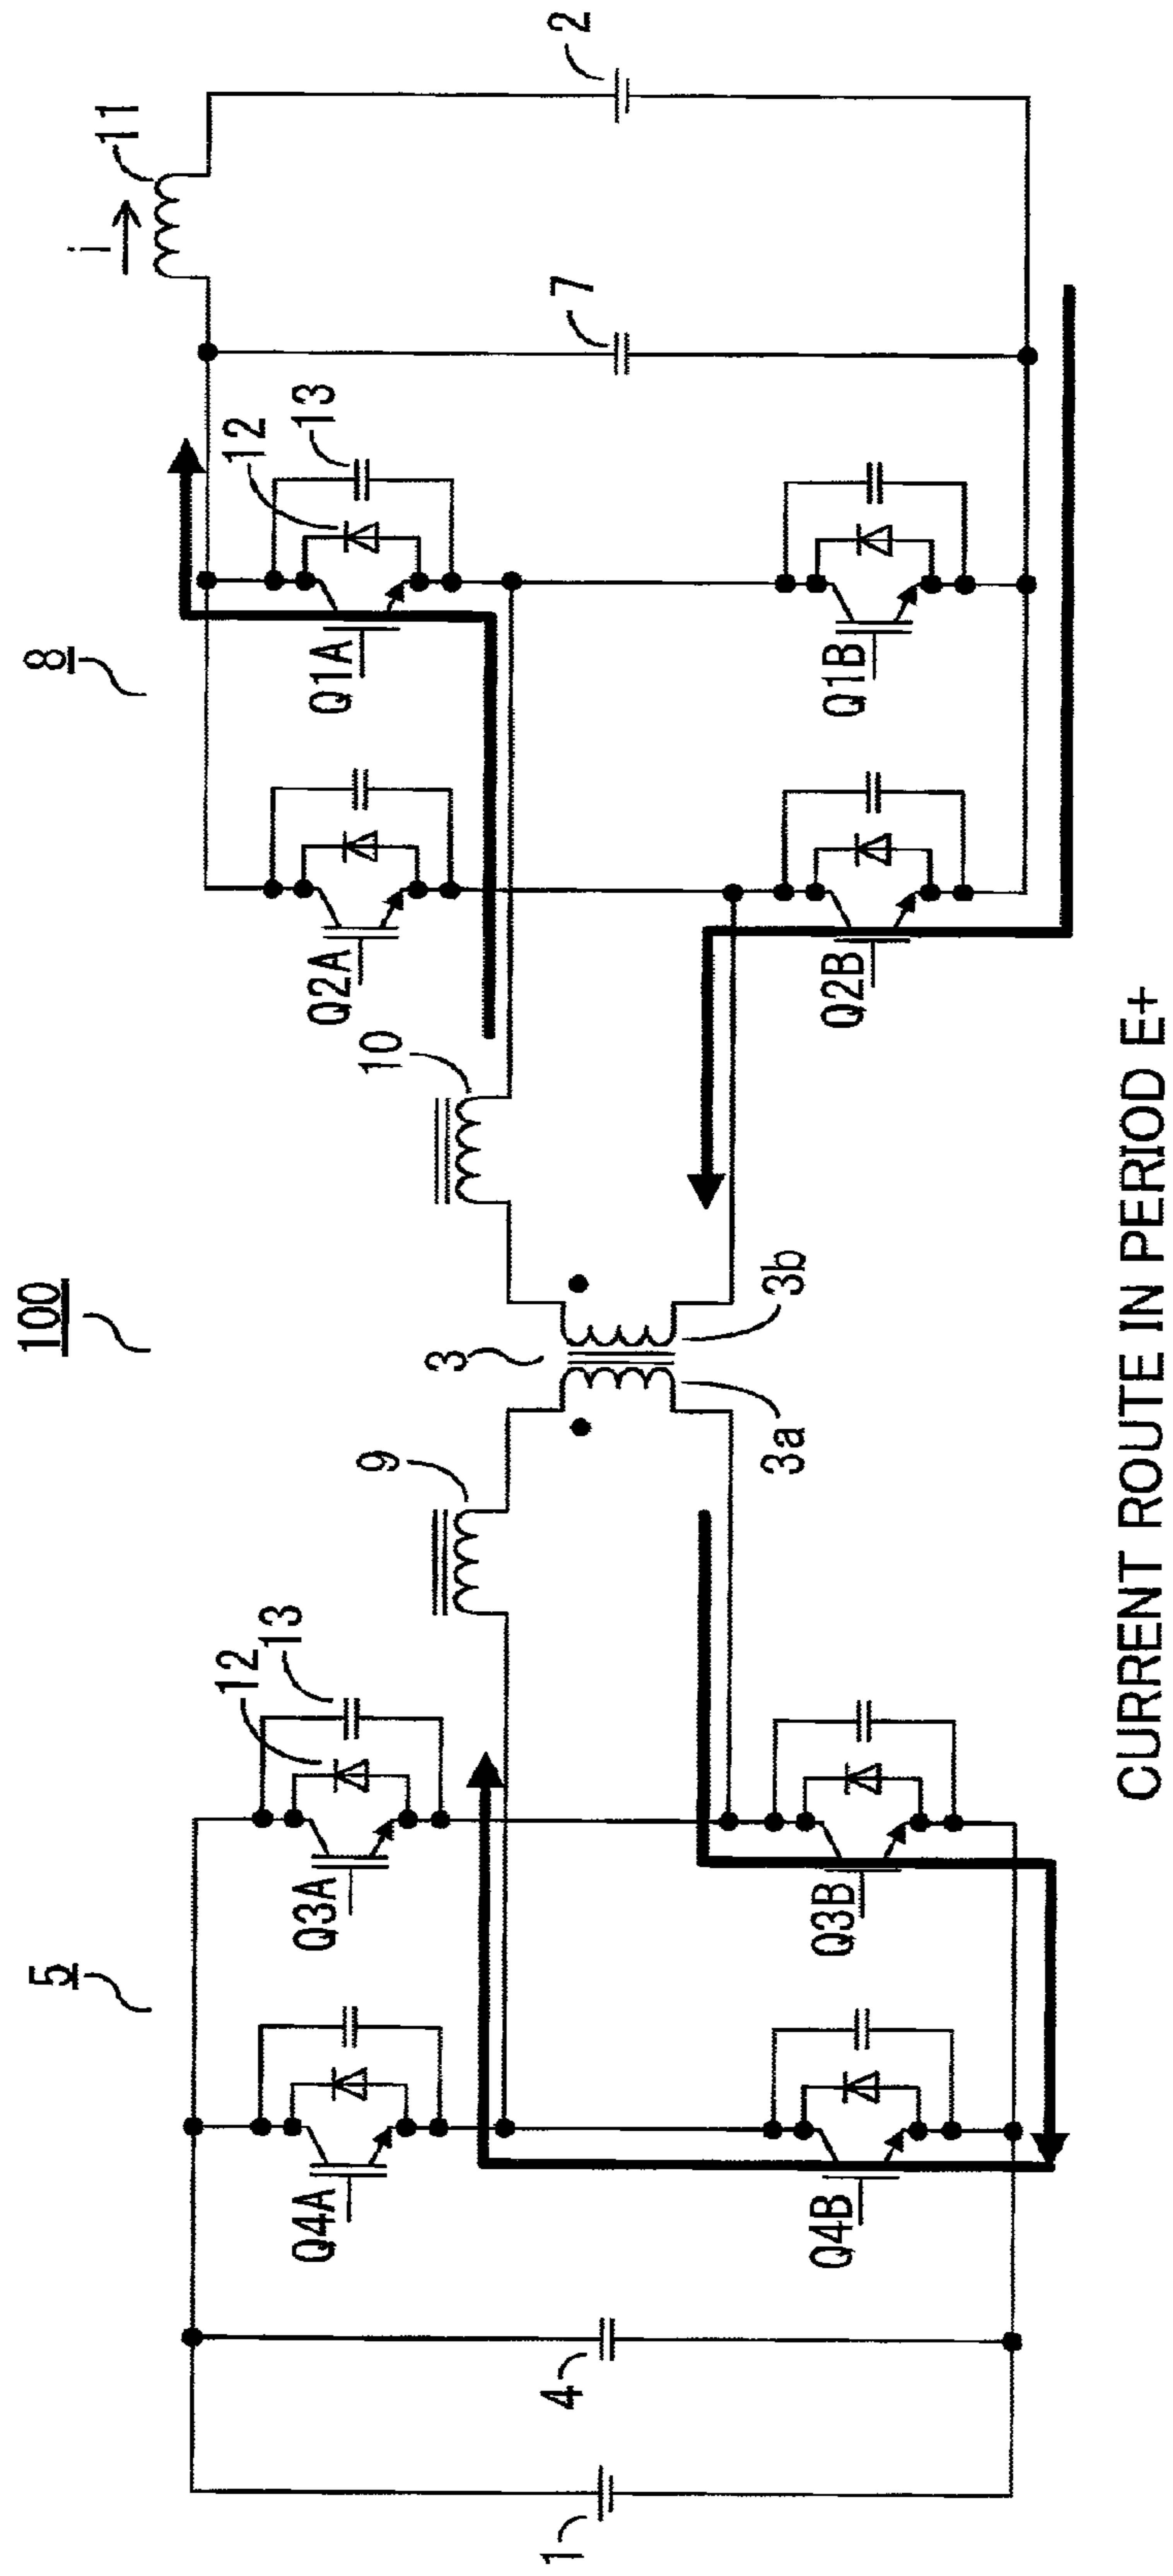 100
5
8
Q4A
Q3A
12
13
9
3
10
Q2A
Q1A
12
13
i
11
1
4
7
2
Q4B
Q3B
3a
3b
Q2B
Q1B
CURRENT ROUTE IN PERIOD E+